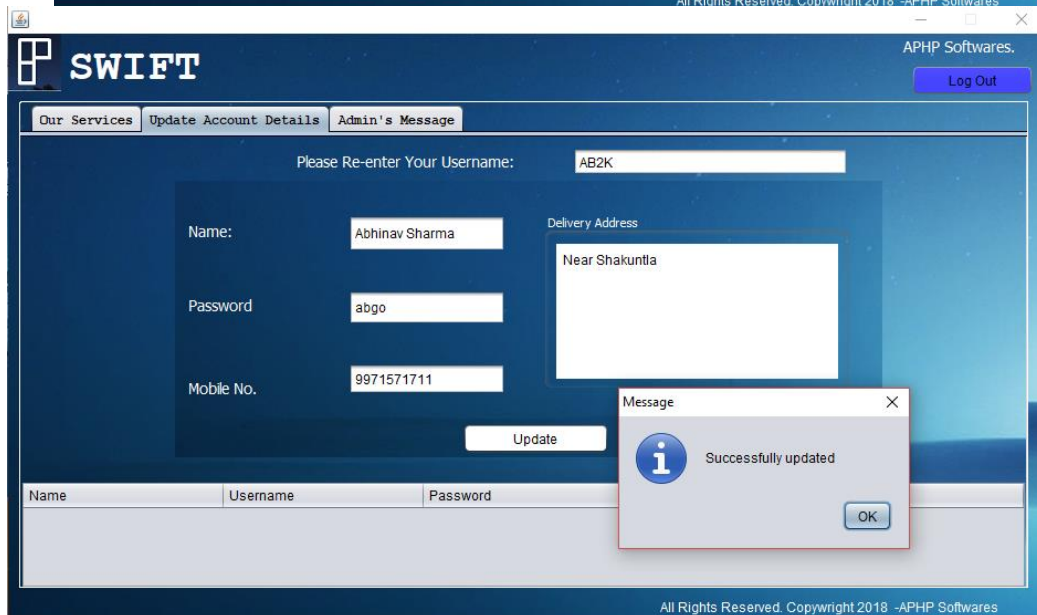 All Rights Reserved. Copywright 2018 -APHP Softwares
SWIFT
APHP Softwares.
Log Out
Our Services Update Account Details Admin's Message
Please Re-enter Your Username: AB2K
Name: Abhinav Sharma
Delivery Address
Near Shakuntla
Password abgo
Mobile No. 9971571711
Update
Message
Successfully updated
OK
Name Username Password
All Rights Reserved. Copywright 2018 -APHP Softwares